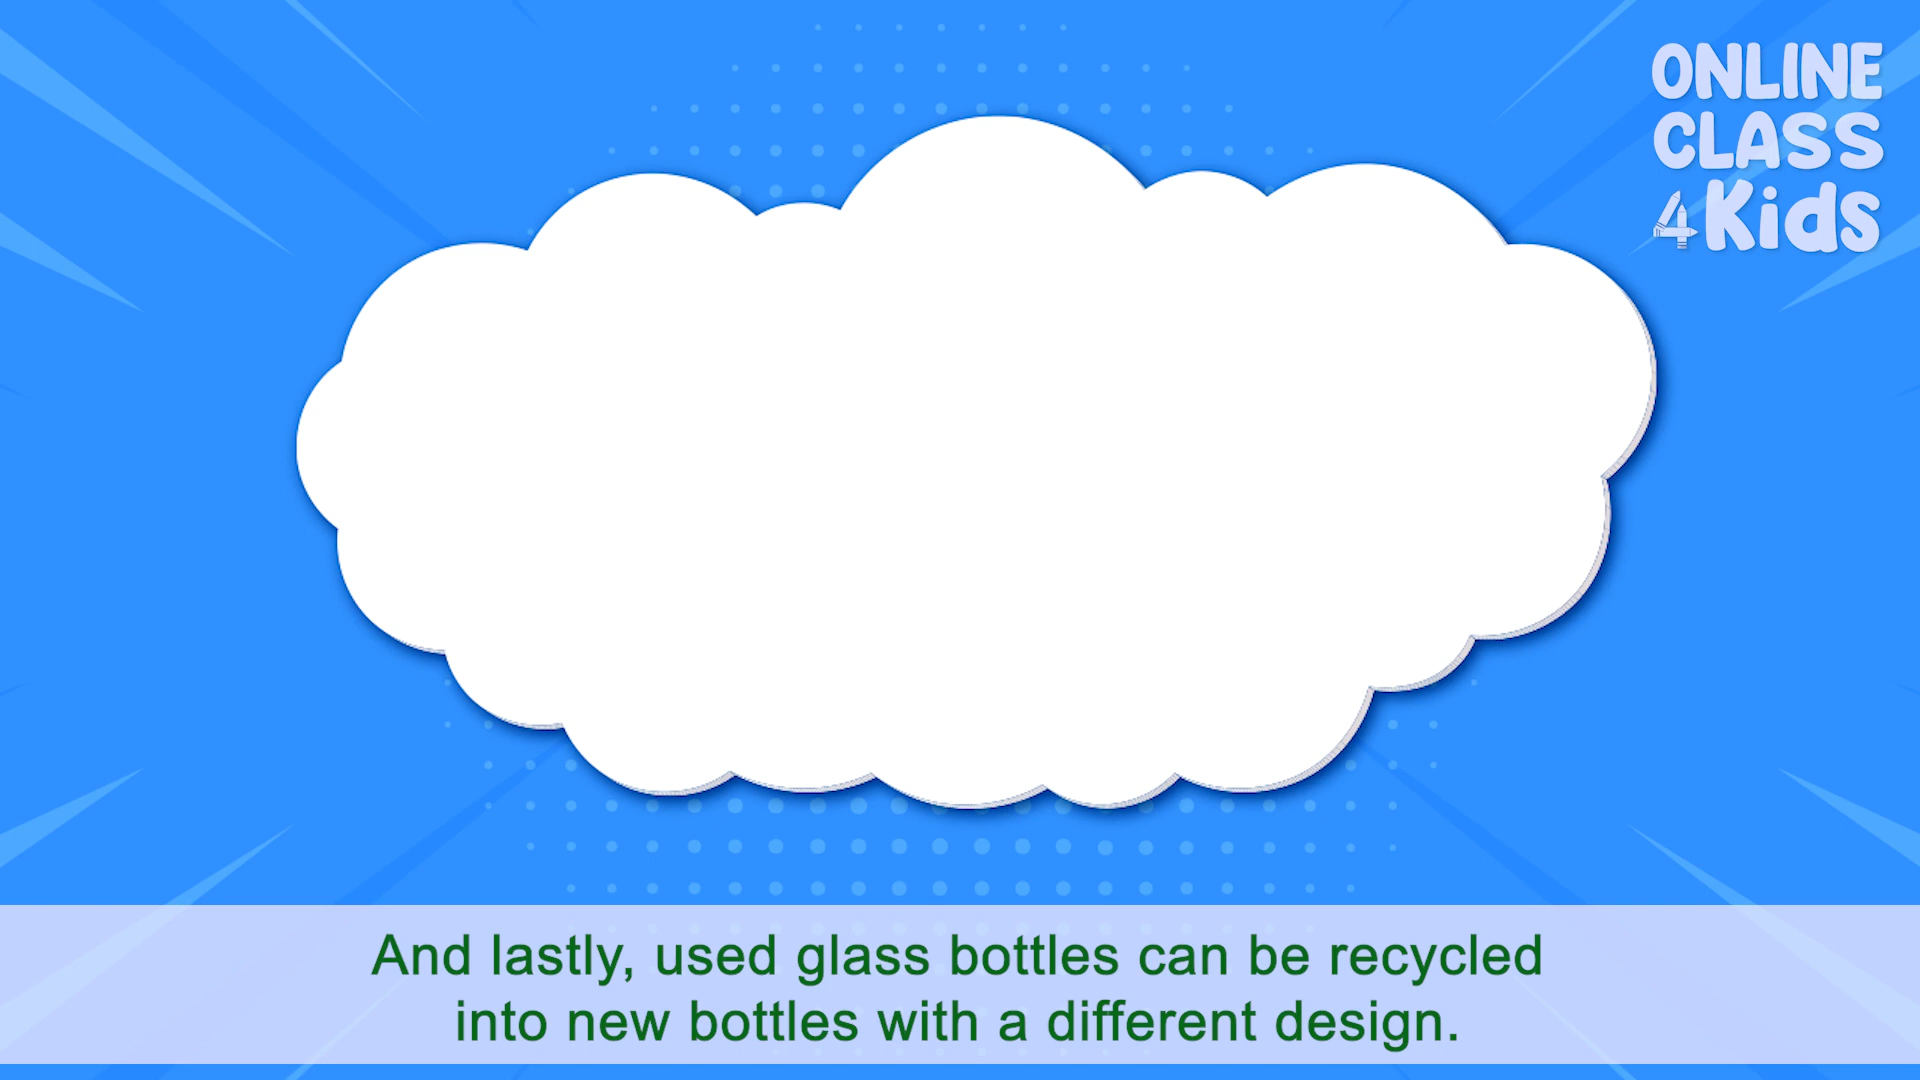 ONLINE
CLASS
4Kids
And lastly, used glass bottles can be recycled
into new bottles with a different design.